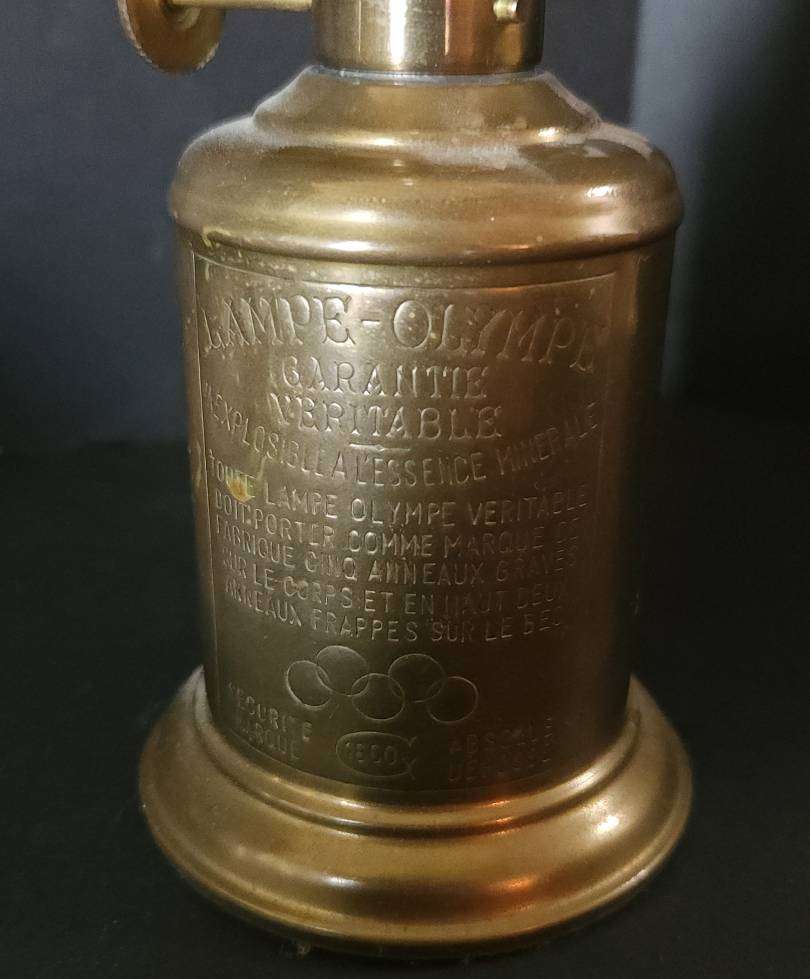 LAMPE-OLYMPE
GARANTIE
VERITABLE
INEXPLOSIBLE A L'ESSENCE MINERALE
TOUTE LAMPE OLYMPE VERITABLE
DOIT PORTER COMME MARQUE DE
FABRIQUE CINQ ANNEAUX GRAVES
SUR LE CORPS ET EN HAUT DEUX
ANNEAUX FRAPPES SUR LE BEC
SECURITE ABSOLUE
MARQUE